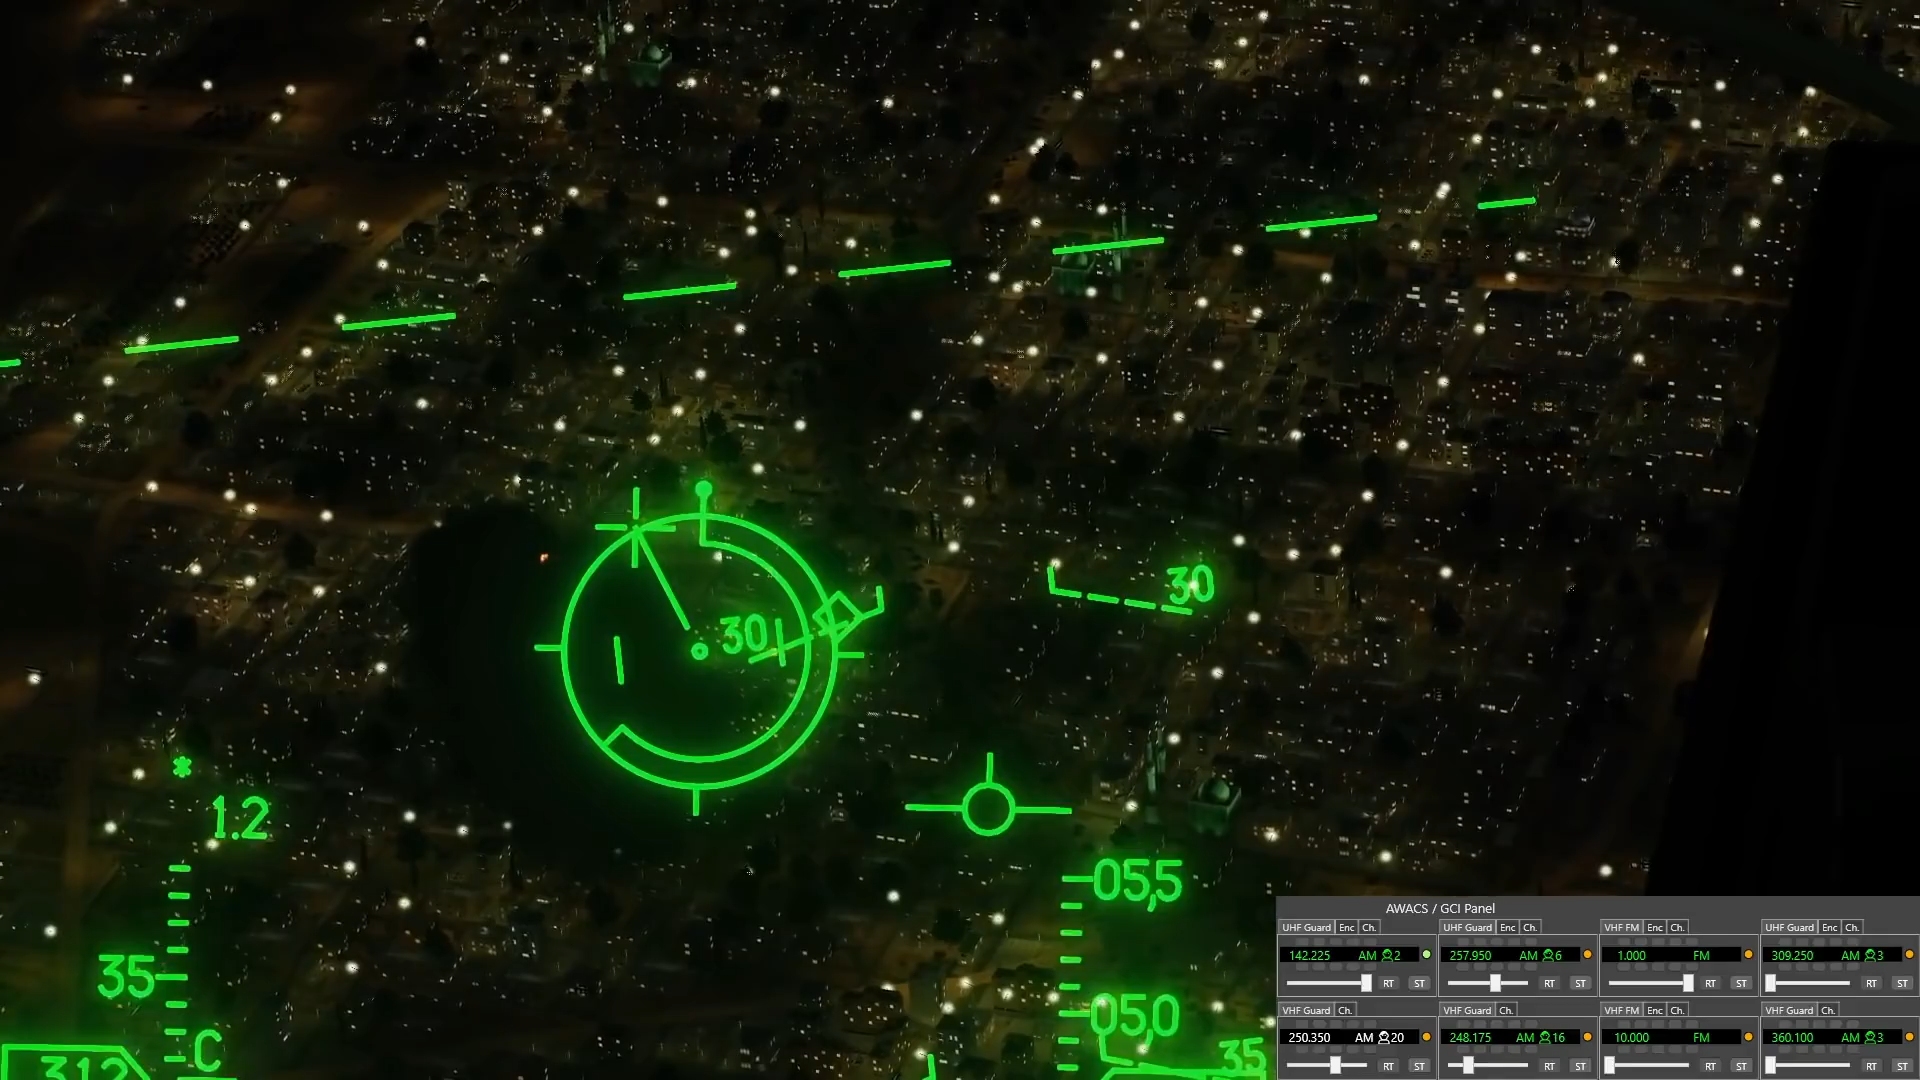 30
30
1.2
05,5
35
05,0
C
312
35
AWACS / GCI Panel
UHF Guard Enc Ch. UHF Guard Enc Ch. VHF FM Enc Ch. UHF Guard Enc Ch.
142.225 AM 2 257.950 AM 6 1.000 FM 309.250 AM 3
RT ST RT ST RT ST RT ST
VHF Guard Ch. VHF Guard Ch. VHF FM Enc Ch. VHF Guard Ch.
250.350 AM 20 248.175 AM 16 10.000 FM 360.100 AM 3
RT ST RT ST RT ST RT ST